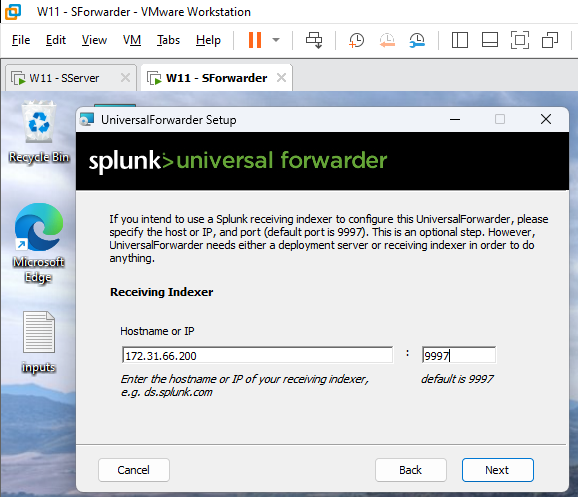 W11 - SForwarder - VMware Workstation
File Edit View VM Tabs Help
W11 - SServer
W11 - SForwarder
Recycle Bin
Microsoft
Edge
inputs
UniversalForwarder Setup
splunk>universal forwarder
If you intend to use a Splunk receiving indexer to configure this UniversalForwarder, please
specify the host or IP, and port (default port is 9997). This is an optional step. However,
UniversalForwarder needs either a deployment server or receiving indexer in order to do
anything.
Receiving Indexer
Hostname or IP
172.31.66.200 : 9997
Enter the hostname or IP of your receiving indexer, default is 9997
e.g. ds.splunk.com
Cancel Back Next